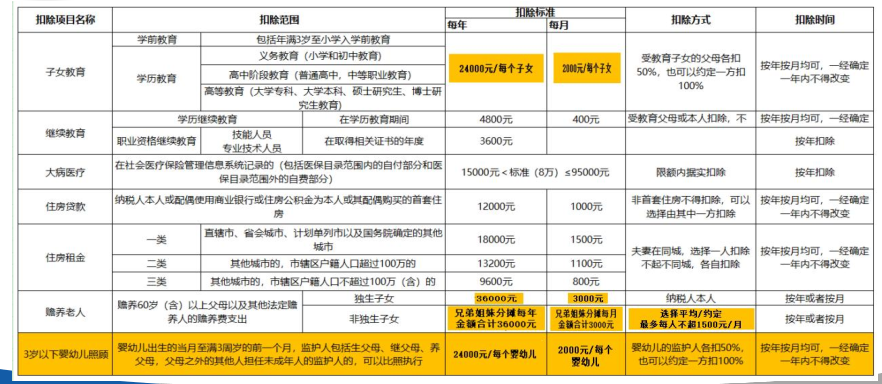 扣除项目名称
扣除范围
扣除标准
每年
每月
扣除方式
扣除时间
子女教育
学前教育
包括年满3岁至小学入学前教育
学历教育
义务教育（小学和初中教育）
高中阶段教育（普通高中，中等职业教育）
高等教育（大学专科、大学本科、硕士研究生、博士研
究生教育）
24000元/每个子女
2000元/每个子女
受教育子女的父母各扣
50%，也可以约定一方扣
100%
按年按月均可，一经确定
一年内不得改变
继续教育
学历继续教育
在学历教育期间
4800元
400元
受教育父母或本人扣除，不
按年按月均可，一经确定
职业资格继续教育
技能人员
专业技术人员
在取得相关证书的年度
3600元
按年扣除
大病医疗
在社会医疗保险管理信息系统记录的（包括医保目录范围内的自付部分和医
保目录范围外的自费部分）
15000元＜标准（8万）≤95000元
限额内据实扣除
按年扣除
住房贷款
纳税人本人或配偶使用商业银行或住房公积金为本人或其配偶购买的首套住
房
12000元
1000元
非首套住房不得扣除，可以
选择由其中一方扣除
按年按月均可，一经确定
一年内不得改变
住房租金
一类
直辖市、省会城市、计划单列市以及国务院确定的其他
城市
18000元
1500元
二类
其他城市的，市辖区户籍人口超过100万的
13200元
1100元
三类
其他城市的，市辖区户籍人口不超过100万（含）的
9600元
800元
夫妻在同城，选择一人扣除
不起不同城，各自扣除
按年按月均可，一经确定
一年内不得改变
赡养老人
赡养60岁（含）以上父母以及其他法定赡
养人的赡养费支出
独生子女
36000元
3000元
纳税人本人
按年或者按月
非独生子女
兄弟姐妹分摊每年
金额合计36000元
兄弟姐妹分摊每月
金额合计3000元
选择平均/约定
最多每人不超1500元/月
按年或者按月
3岁以下婴幼儿照顾
婴幼儿出生的当月至满3周岁的前一个月，监护人包括生父母、继父母、养
父母，父母之外的其他人担任未成年人的监护人的，可以比照执行
24000元/每个婴幼儿
2000元/每个
婴幼儿
婴幼儿的监护人各扣50%，
也可以约定一方扣100%
按年按月均可，一经确定
一年内不得改变